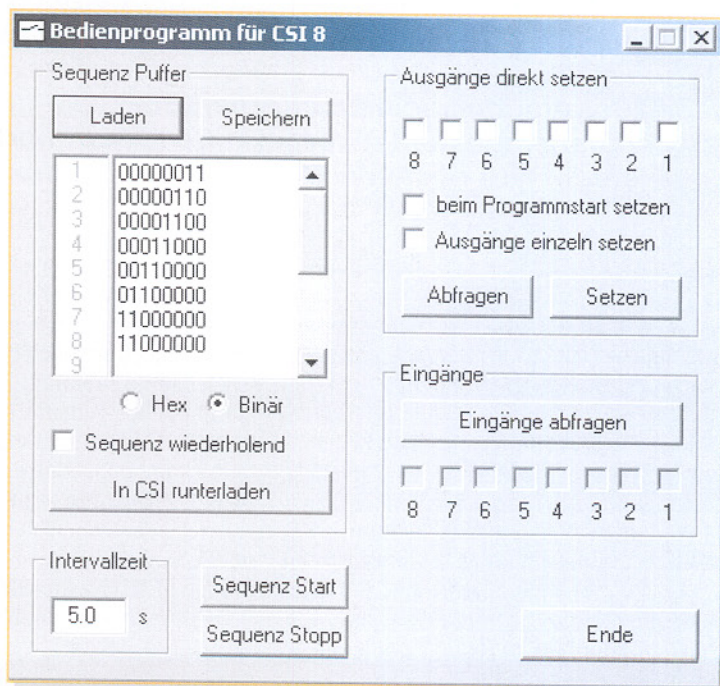 Bedienprogramm für CSI 8
Sequenz Puffer
Laden Speichern
1 00000011
2 00000110
3 00001100
4 00011000
5 00110000
6 01100000
7 11000000
8 11000000
9
Hex Binär
Sequenz wiederholend
In CSI runterladen
Intervallzeit
5.0 s
Sequenz Start
Sequenz Stopp
Ausgänge direkt setzen
8 7 6 5 4 3 2 1
beim Programmstart setzen
Ausgänge einzeln setzen
Abfragen Setzen
Eingänge
Eingänge abfragen
8 7 6 5 4 3 2 1
Ende